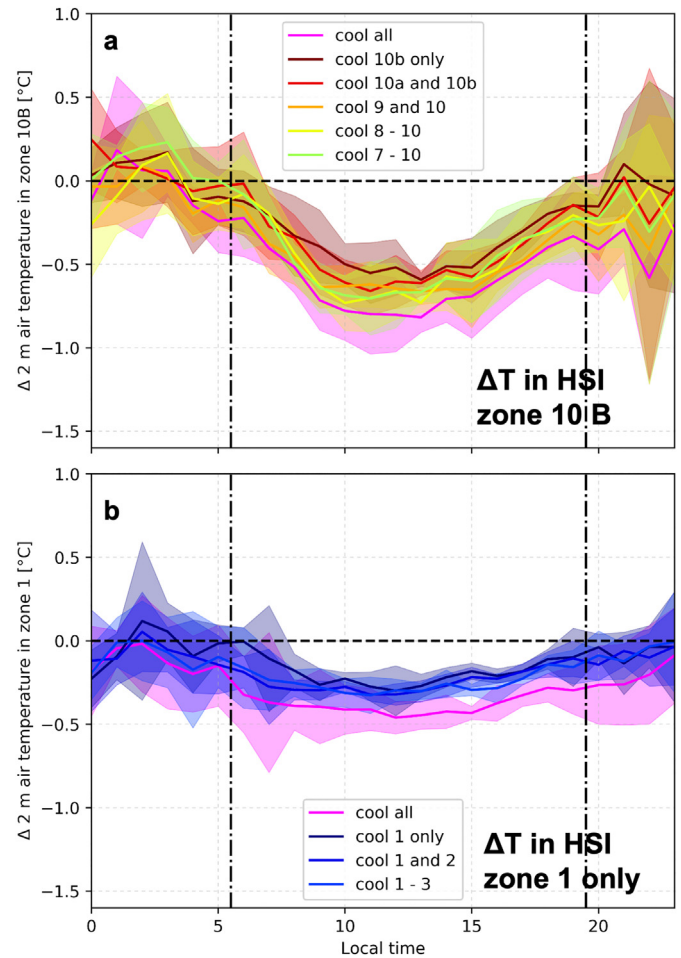 a
cool all
cool 10b only
cool 10a and 10b
cool 9 and 10
cool 8 - 10
cool 7 - 10
1.0
0.5
0.0
−0.5
−1.0
−1.5
Δ 2 m air temperature in zone 10B [°C]
ΔT in HSI
zone 10 B
b
1.0
0.5
0.0
−0.5
−1.0
−1.5
Δ 2 m air temperature in zone 1 [°C]
cool all
cool 1 only
cool 1 and 2
cool 1 - 3
ΔT in HSI
zone 1 only
0 5 10 15 20
Local time